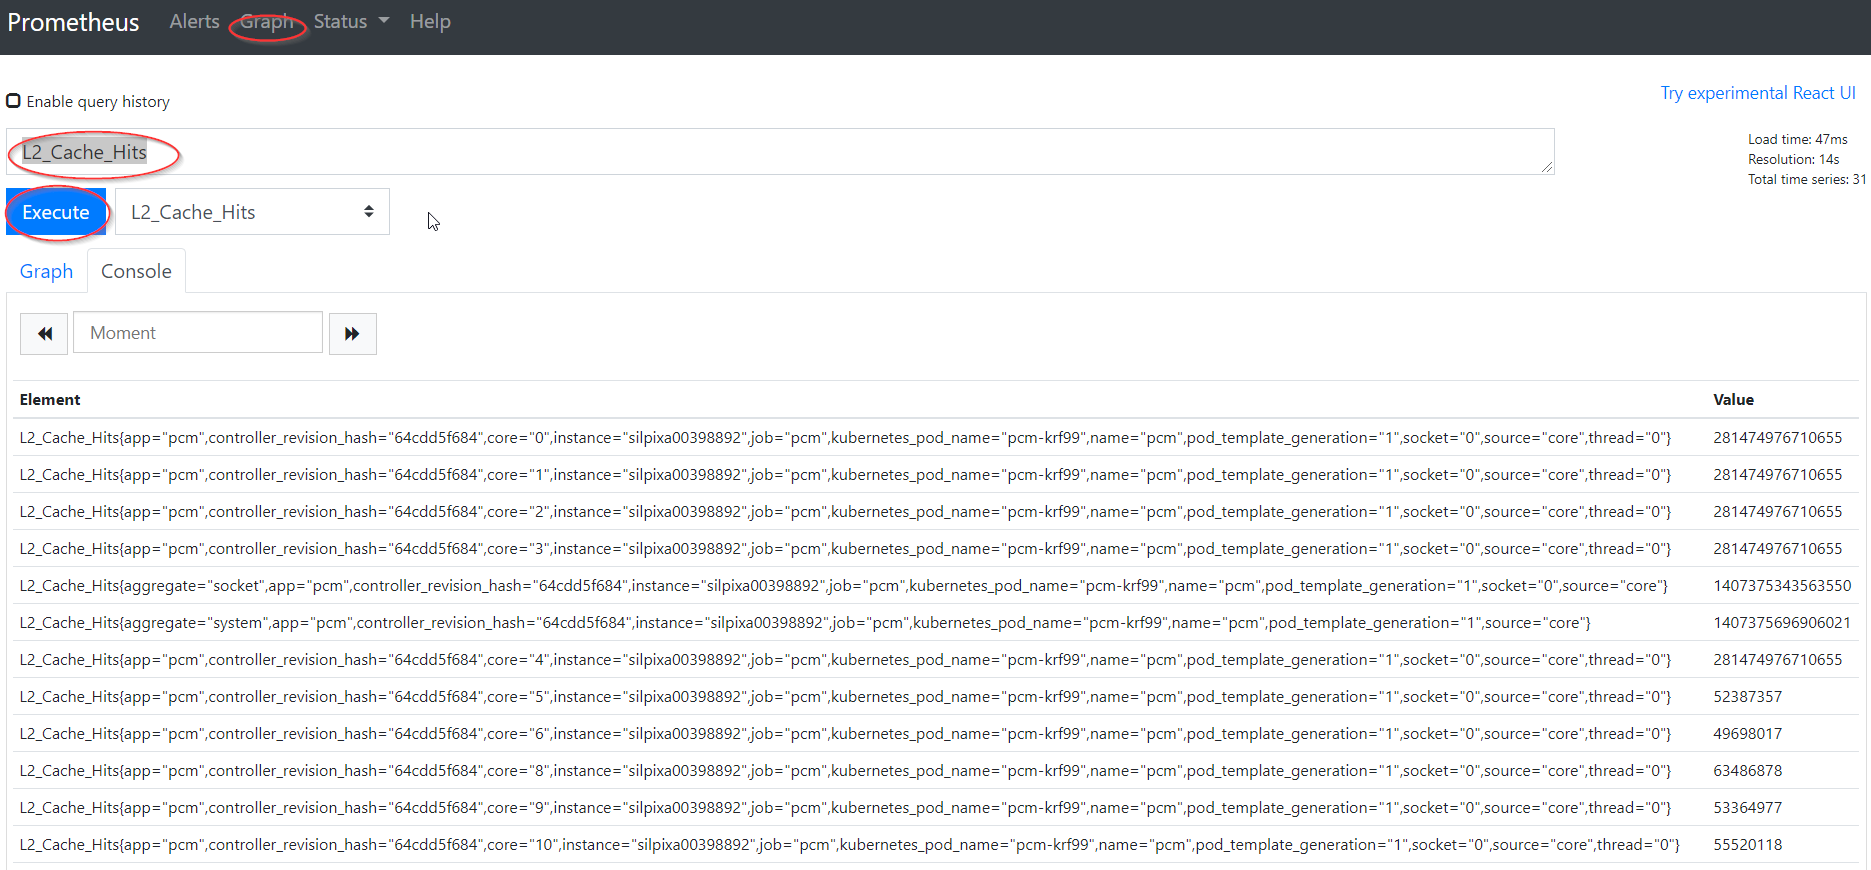 Prometheus Alerts Graph Status Help
Enable query history
Try experimental React UI
L2_Cache_Hits
Load time: 47ms
Resolution: 14s
Total time series: 31
Execute L2_Cache_Hits
Graph Console
Moment
Element Value
L2_Cache_Hits{app="pcm",controller_revision_hash="64cdd5f684",core="0",instance="silpixa00398892",job="pcm",kubernetes_pod_name="pcm-krf99",name="pcm",pod_template_generation="1",socket="0",source="core",thread="0"} 281474976710655
L2_Cache_Hits{app="pcm",controller_revision_hash="64cdd5f684",core="1",instance="silpixa00398892",job="pcm",kubernetes_pod_name="pcm-krf99",name="pcm",pod_template_generation="1",socket="0",source="core",thread="0"} 281474976710655
L2_Cache_Hits{app="pcm",controller_revision_hash="64cdd5f684",core="2",instance="silpixa00398892",job="pcm",kubernetes_pod_name="pcm-krf99",name="pcm",pod_template_generation="1",socket="0",source="core",thread="0"} 281474976710655
L2_Cache_Hits{app="pcm",controller_revision_hash="64cdd5f684",core="3",instance="silpixa00398892",job="pcm",kubernetes_pod_name="pcm-krf99",name="pcm",pod_template_generation="1",socket="0",source="core",thread="0"} 281474976710655
L2_Cache_Hits{aggregate="socket",app="pcm",controller_revision_hash="64cdd5f684",instance="silpixa00398892",job="pcm",kubernetes_pod_name="pcm-krf99",name="pcm",pod_template_generation="1",socket="0",source="core"} 1407375343563550
L2_Cache_Hits{aggregate="system",app="pcm",controller_revision_hash="64cdd5f684",instance="silpixa00398892",job="pcm",kubernetes_pod_name="pcm-krf99",name="pcm",pod_template_generation="1",source="core"} 1407375696906021
L2_Cache_Hits{app="pcm",controller_revision_hash="64cdd5f684",core="4",instance="silpixa00398892",job="pcm",kubernetes_pod_name="pcm-krf99",name="pcm",pod_template_generation="1",socket="0",source="core",thread="0"} 281474976710655
L2_Cache_Hits{app="pcm",controller_revision_hash="64cdd5f684",core="5",instance="silpixa00398892",job="pcm",kubernetes_pod_name="pcm-krf99",name="pcm",pod_template_generation="1",socket="0",source="core",thread="0"} 52387357
L2_Cache_Hits{app="pcm",controller_revision_hash="64cdd5f684",core="6",instance="silpixa00398892",job="pcm",kubernetes_pod_name="pcm-krf99",name="pcm",pod_template_generation="1",socket="0",source="core",thread="0"} 49698017
L2_Cache_Hits{app="pcm",controller_revision_hash="64cdd5f684",core="8",instance="silpixa00398892",job="pcm",kubernetes_pod_name="pcm-krf99",name="pcm",pod_template_generation="1",socket="0",source="core",thread="0"} 63486878
L2_Cache_Hits{app="pcm",controller_revision_hash="64cdd5f684",core="9",instance="silpixa00398892",job="pcm",kubernetes_pod_name="pcm-krf99",name="pcm",pod_template_generation="1",socket="0",source="core",thread="0"} 53364977
L2_Cache_Hits{app="pcm",controller_revision_hash="64cdd5f684",core="10",instance="silpixa00398892",job="pcm",kubernetes_pod_name="pcm-krf99",name="pcm",pod_template_generation="1",socket="0",source="core",thread="0"} 55520118